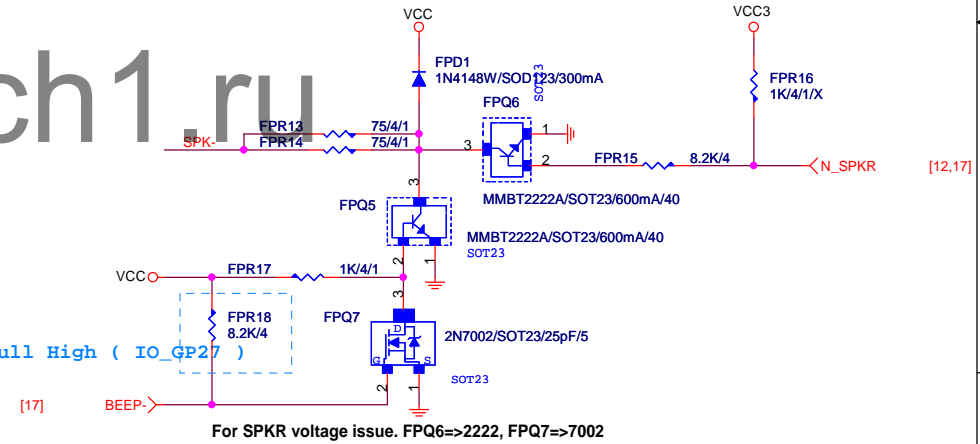 VCC
VCC3
ch1.ru
FPD1
1N4148W/SOD123/300mA
SOT23
FPR16
1K/4/1/X
FPQ6
FPR13
75/4/1
1
SPK-
FPR14
75/4/1
3
2
FPR15
8.2K/4
N_SPKR
[12,17]
3
MMBT2222A/SOT23/600mA/40
FPQ5
MMBT2222A/SOT23/600mA/40
SOT23
2
1
VCC
FPR17
1K/4/1
3
FPR18
8.2K/4
FPQ7
D
2N7002/SOT23/25pF/5
ull High ( IO_GP27 )
G
S
SOT23
2
1
[17]
BEEP-
For SPKR voltage issue. FPQ6=>2222, FPQ7=>7002